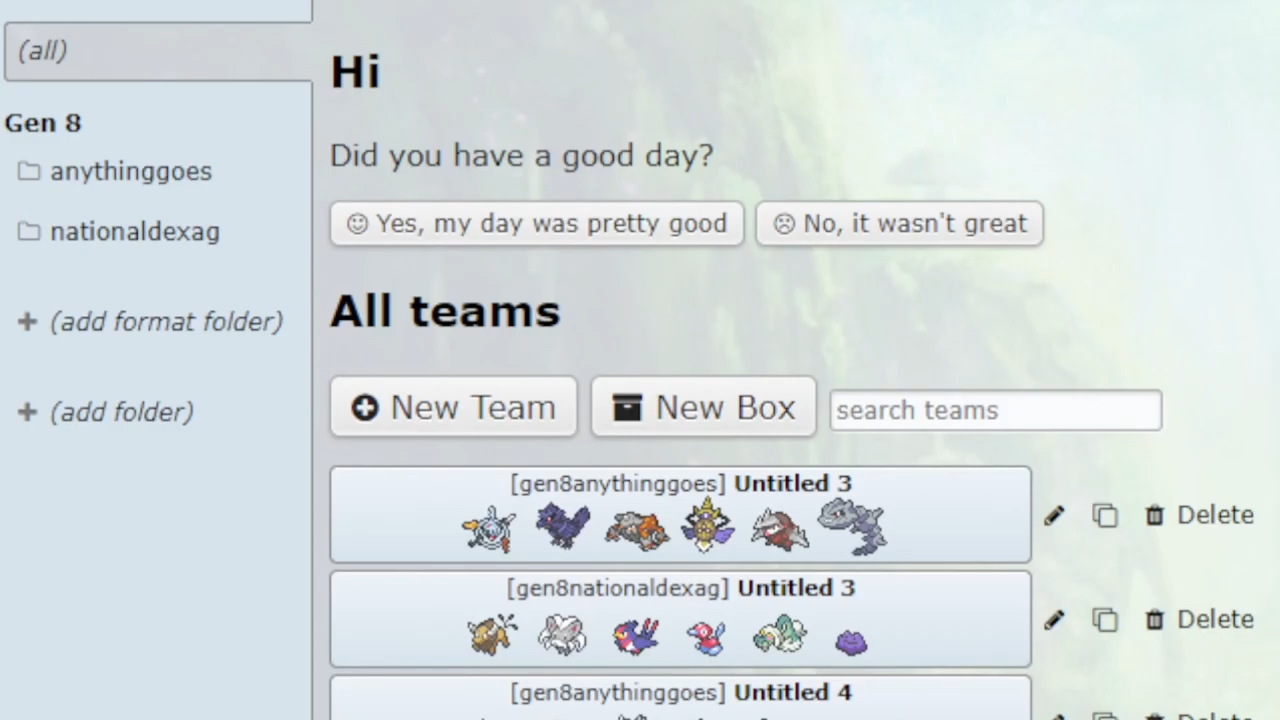 (all)
Gen 8
anythinggoes
nationaldexag
(add format folder)
(add folder)
Hi
Did you have a good day?
Yes, my day was pretty good
No, it wasn't great
All teams
New Team
New Box
search teams
[gen8anythinggoes] Untitled 3
Delete
[gen8nationaldexag] Untitled 3
Delete
[gen8anythinggoes] Untitled 4